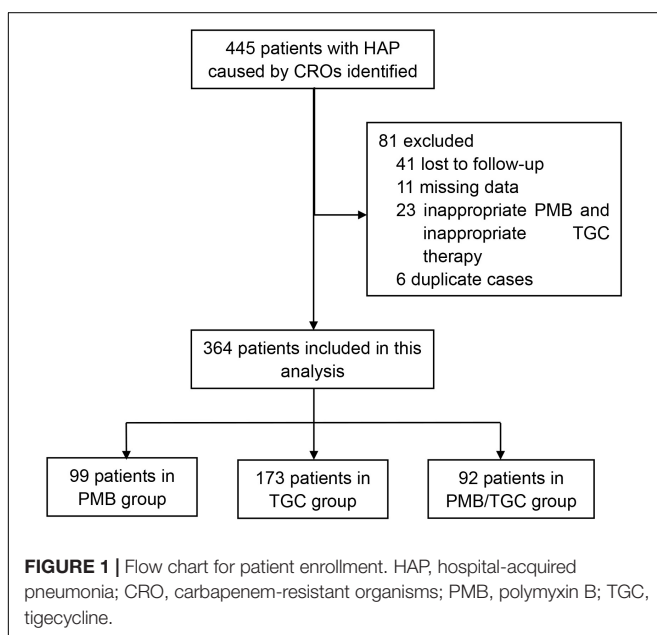 445 patients with HAP
caused by CROs identified
81 excluded
41 lost to follow-up
11 missing data
23 inappropriate PMB and
inappropriate TGC
therapy
6 duplicate cases
364 patients included in this
analysis
99 patients in
PMB group
173 patients in
TGC group
92 patients in
PMB/TGC group
FIGURE 1 | Flow chart for patient enrollment. HAP, hospital-acquired
pneumonia; CRO, carbapenem-resistant organisms; PMB, polymyxin B; TGC,
tigecycline.